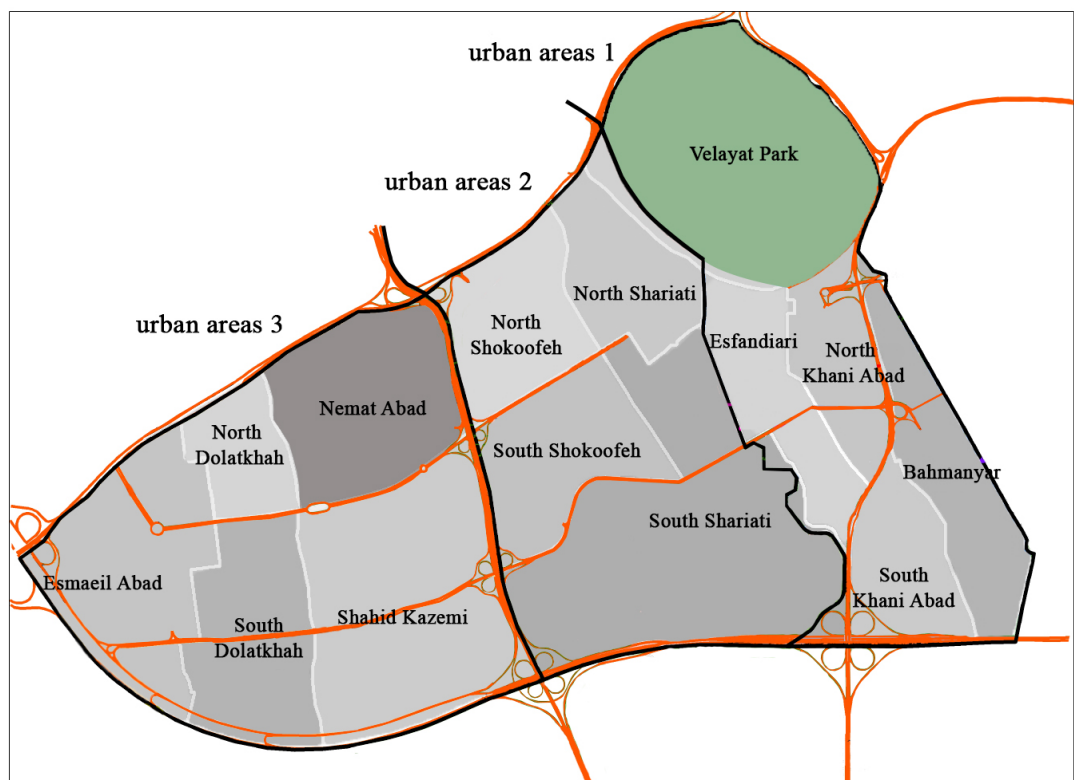 urban areas 1
Velayat Park
urban areas 2
North Shariati
urban areas 3
North
Shokoofeh
Esfandiari
North
Khani Abad
Nemat Abad
North
Dolatkhah
South Shokoofeh
Bahmanyar
South Shariati
Esmaeil Abad
South
Khani Abad
Shahid Kazemi
South
Dolatkhah